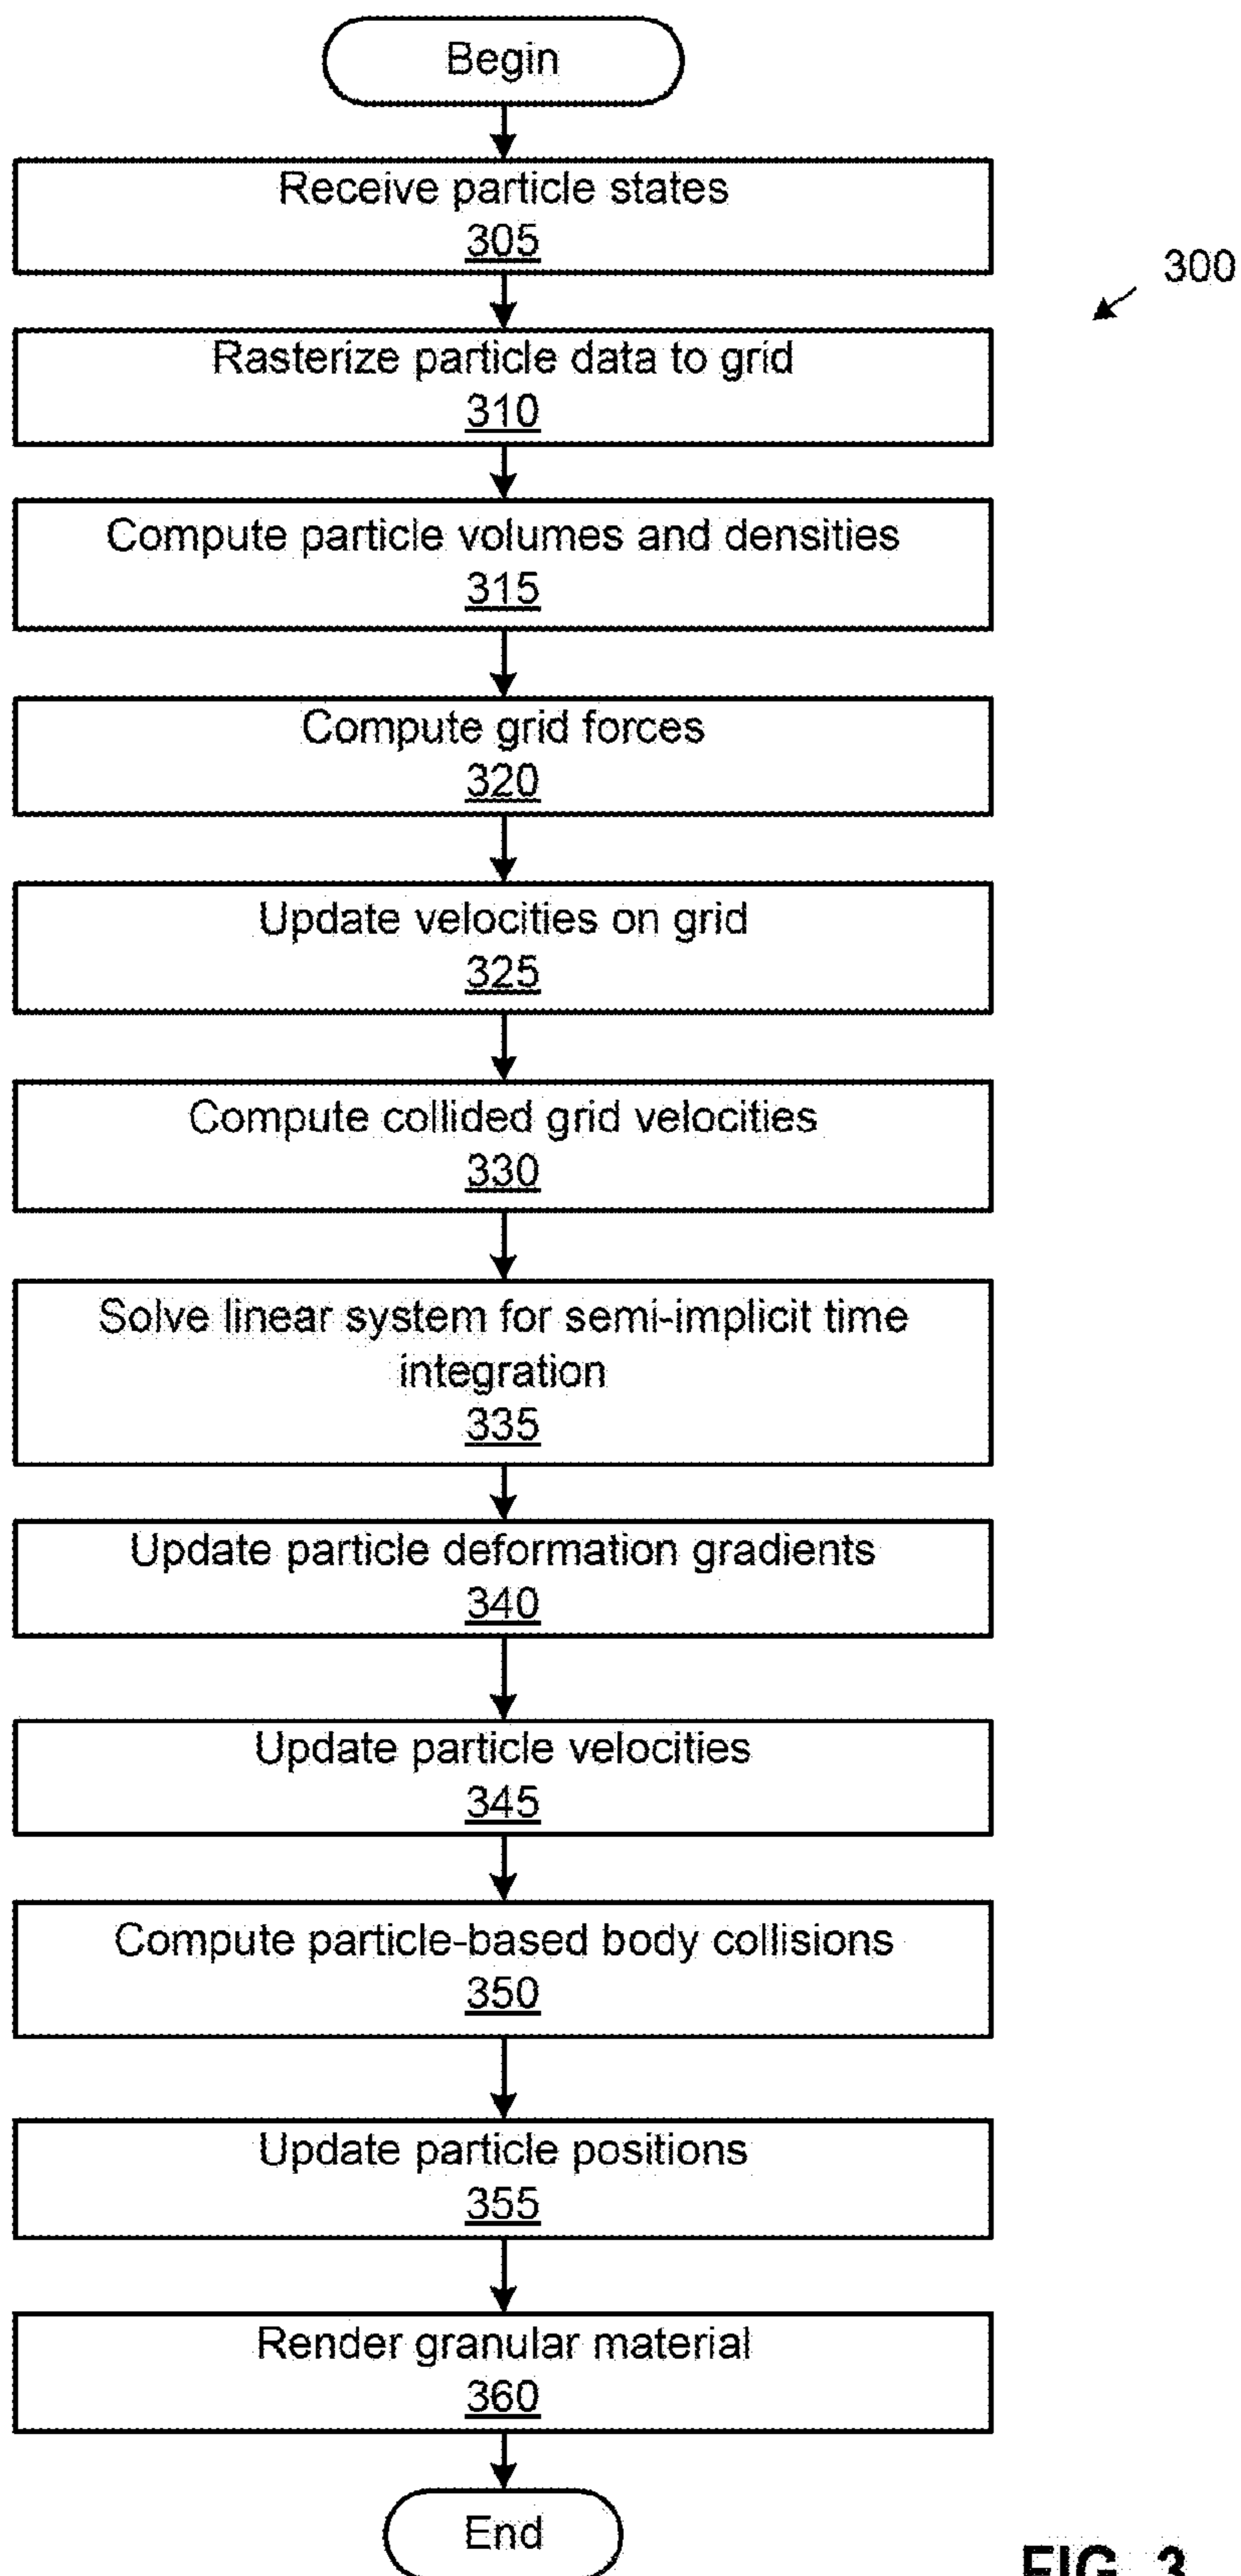 Begin
Receive particle states
305
300
Rasterize particle data to grid
310
Compute particle volumes and densities
315
Compute grid forces
320
Update velocities on grid
325
Compute collided grid velocities
330
Solve linear system for semi-implicit time
integration
335
Update particle deformation gradients
340
Update particle velocities
345
Compute particle-based body collisions
350
Update particle positions
355
Render granular material
360
End
FIG. 3